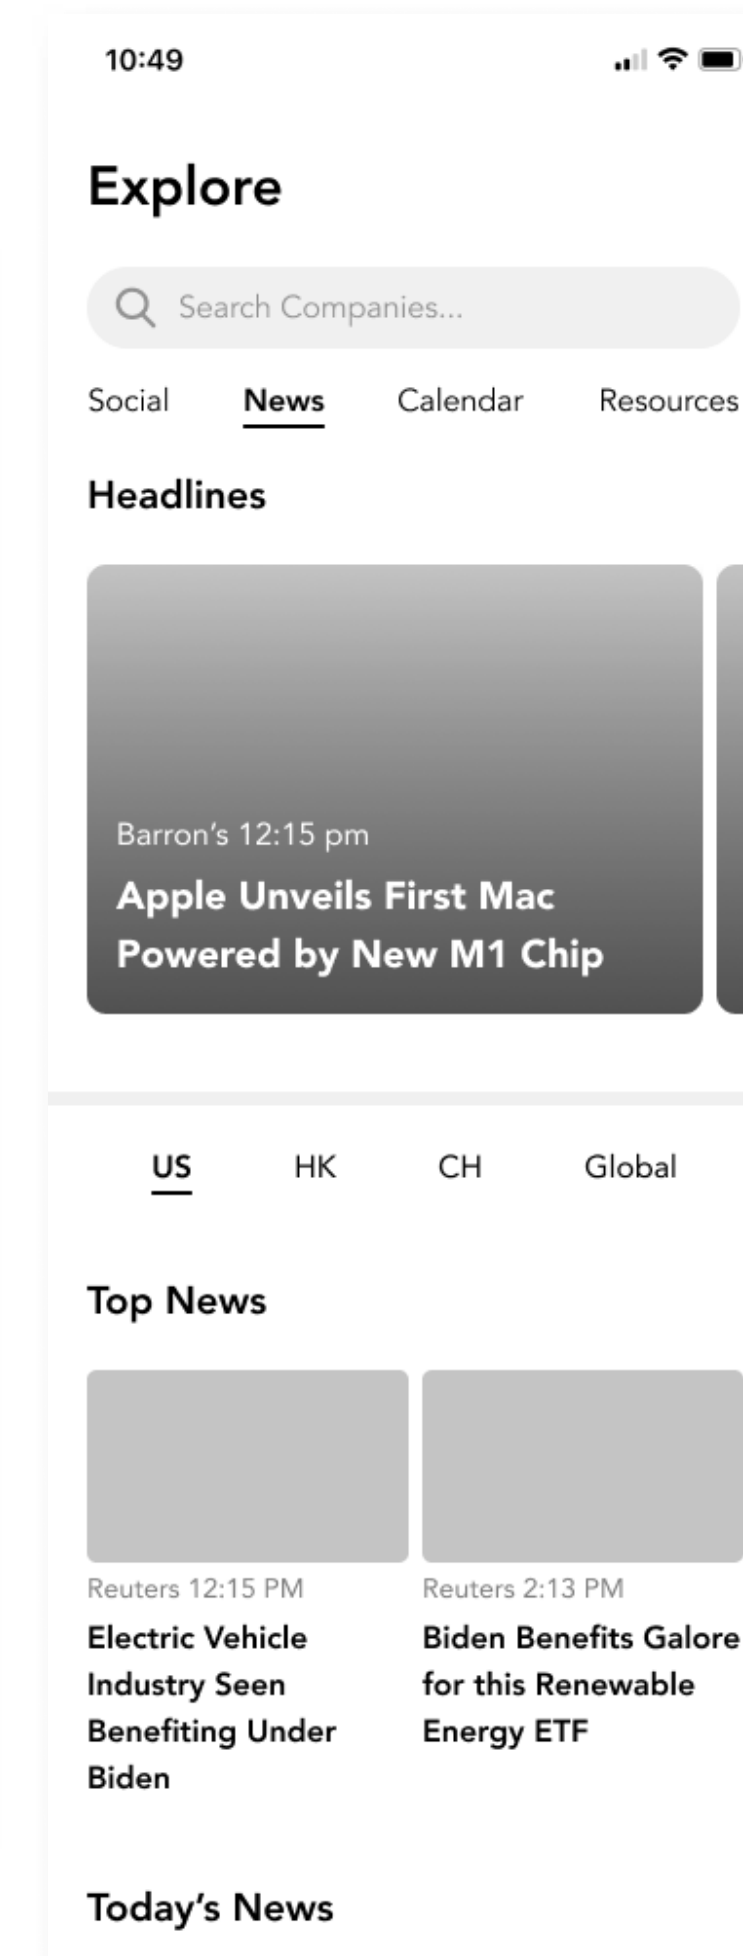 10:49
Explore
Search Companies...
Social News Calendar Resources
Headlines
Barron’s 12:15 pm
Apple Unveils First Mac
Powered by New M1 Chip
US HK CH Global
Top News
Reuters 12:15 PM
Electric Vehicle
Industry Seen
Benefiting Under
Biden
Reuters 2:13 PM
Biden Benefits Galore
for this Renewable
Energy ETF
Today’s News